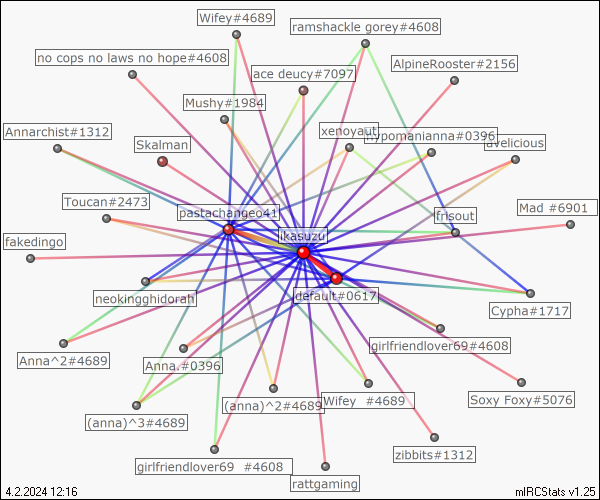 Wifey#4689
ramshackle gorey#4608
no cops no laws no hope#4608
ace deucy#7097
AlpineRooster#2156
Mushy#1984
Annarchist#1312
xenoyaut
hypomanianna#0396
avelicious
Skalman
Toucan#2473
pastachangeo41
frisout
Mad #6901
ikasuzu
fakedingo
default#0617
neokingghidorah
Cypha#1717
girlfriendlover69#4608
Anna^2#4689
Anna.#0396
(anna)^2#4689
Wifey #4689
Soxy Foxy#5076
(anna)^3#4689
zibbits#1312
girlfriendlover69 #4608
rattgaming
4.2.2024 12:16
mIRCStats v1.25